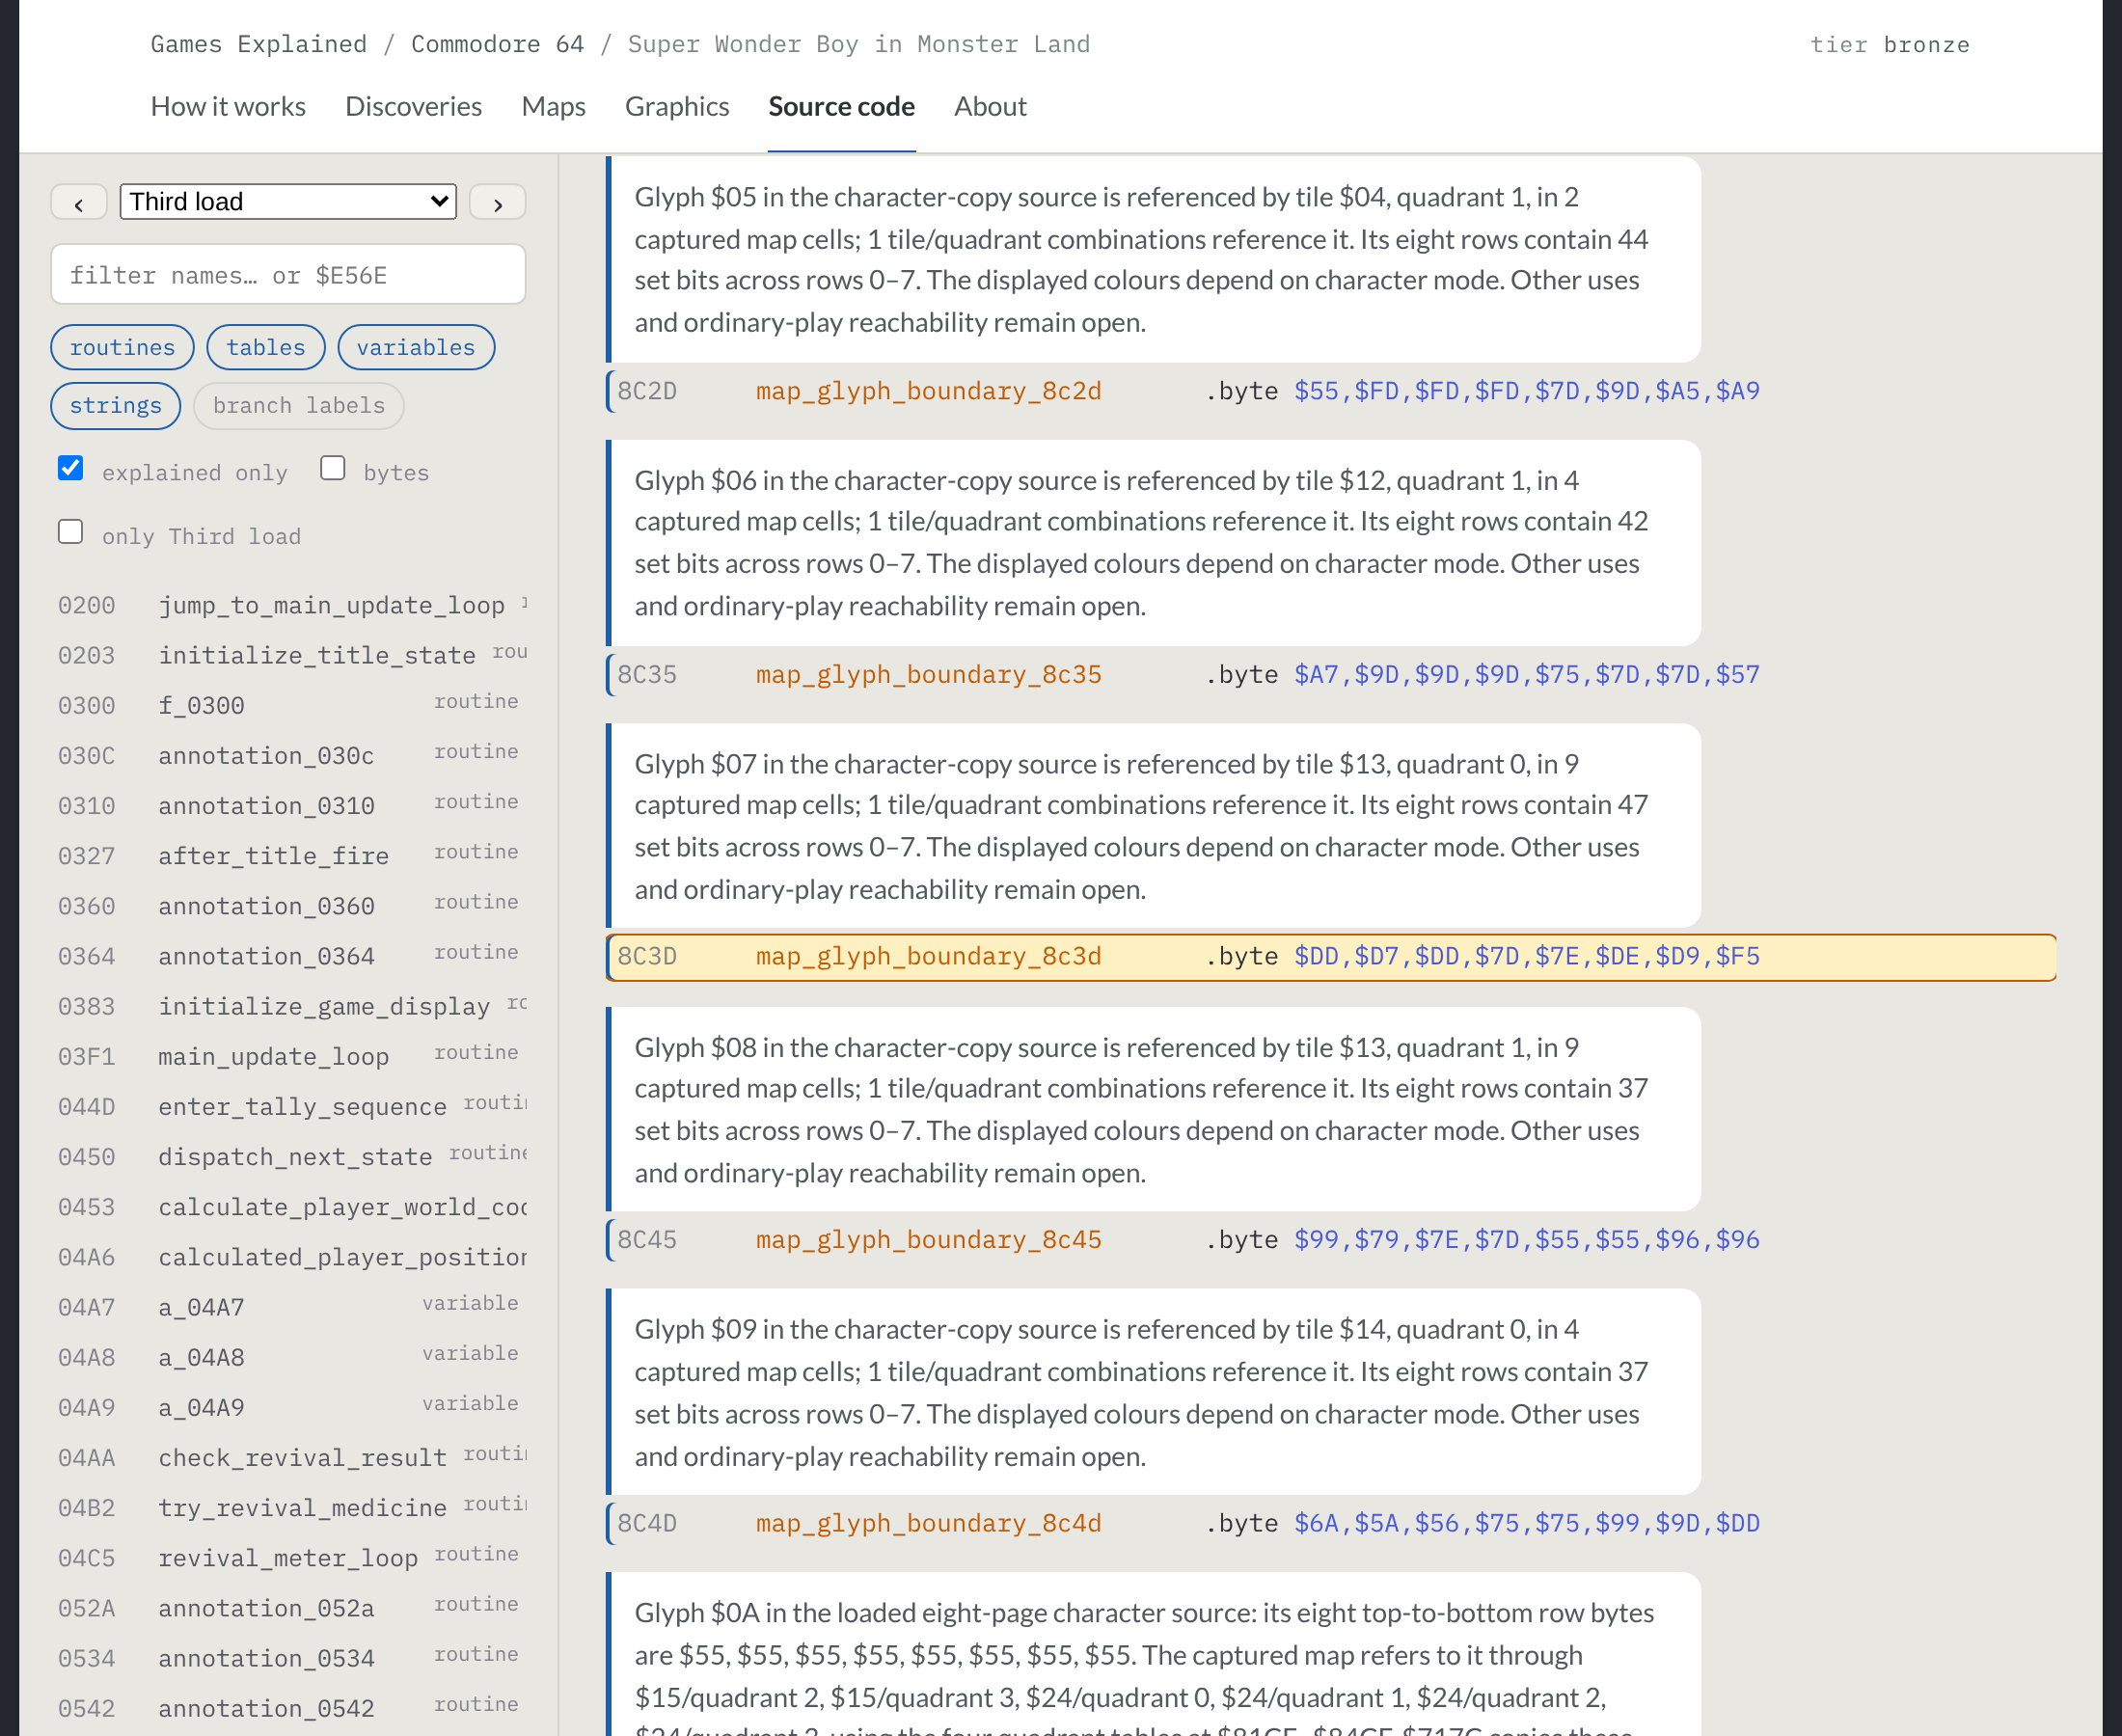 Games Explained / Commodore 64 / Super Wonder Boy in Monster Land
tier bronze
How it works Discoveries Maps Graphics Source code About
‹ Third load ›
filter names… or $E56E
routines tables variables
strings branch labels
explained only bytes
only Third load
0200 jump_to_main_update_loop
0203 initialize_title_state rou
0300 f_0300 routine
030C annotation_030c routine
0310 annotation_0310 routine
0327 after_title_fire routine
0360 annotation_0360 routine
0364 annotation_0364 routine
0383 initialize_game_display ro
03F1 main_update_loop routine
044D enter_tally_sequence routi
0450 dispatch_next_state routine
0453 calculate_player_world_coo
04A6 calculated_player_position
04A7 a_04A7 variable
04A8 a_04A8 variable
04A9 a_04A9 variable
04AA check_revival_result routi
04B2 try_revival_medicine routi
04C5 revival_meter_loop routine
052A annotation_052a routine
0534 annotation_0534 routine
0542 annotation_0542 routine
Glyph $05 in the character-copy source is referenced by tile $04, quadrant 1, in 2
captured map cells; 1 tile/quadrant combinations reference it. Its eight rows contain 44
set bits across rows 0–7. The displayed colours depend on character mode. Other uses
and ordinary-play reachability remain open.
8C2D map_glyph_boundary_8c2d .byte $55,$FD,$FD,$FD,$7D,$9D,$A5,$A9
Glyph $06 in the character-copy source is referenced by tile $12, quadrant 1, in 4
captured map cells; 1 tile/quadrant combinations reference it. Its eight rows contain 42
set bits across rows 0–7. The displayed colours depend on character mode. Other uses
and ordinary-play reachability remain open.
8C35 map_glyph_boundary_8c35 .byte $A7,$9D,$9D,$9D,$75,$7D,$7D,$57
Glyph $07 in the character-copy source is referenced by tile $13, quadrant 0, in 9
captured map cells; 1 tile/quadrant combinations reference it. Its eight rows contain 47
set bits across rows 0–7. The displayed colours depend on character mode. Other uses
and ordinary-play reachability remain open.
8C3D map_glyph_boundary_8c3d .byte $DD,$D7,$DD,$7D,$7E,$DE,$D9,$F5
Glyph $08 in the character-copy source is referenced by tile $13, quadrant 1, in 9
captured map cells; 1 tile/quadrant combinations reference it. Its eight rows contain 37
set bits across rows 0–7. The displayed colours depend on character mode. Other uses
and ordinary-play reachability remain open.
8C45 map_glyph_boundary_8c45 .byte $99,$79,$7E,$7D,$55,$55,$96,$96
Glyph $09 in the character-copy source is referenced by tile $14, quadrant 0, in 4
captured map cells; 1 tile/quadrant combinations reference it. Its eight rows contain 37
set bits across rows 0–7. The displayed colours depend on character mode. Other uses
and ordinary-play reachability remain open.
8C4D map_glyph_boundary_8c4d .byte $6A,$5A,$56,$75,$75,$99,$9D,$DD
Glyph $0A in the loaded eight-page character source: its eight top-to-bottom row bytes
are $55, $55, $55, $55, $55, $55, $55, $55. The captured map refers to it through
$15/quadrant 2, $15/quadrant 3, $24/quadrant 0, $24/quadrant 1, $24/quadrant 2,